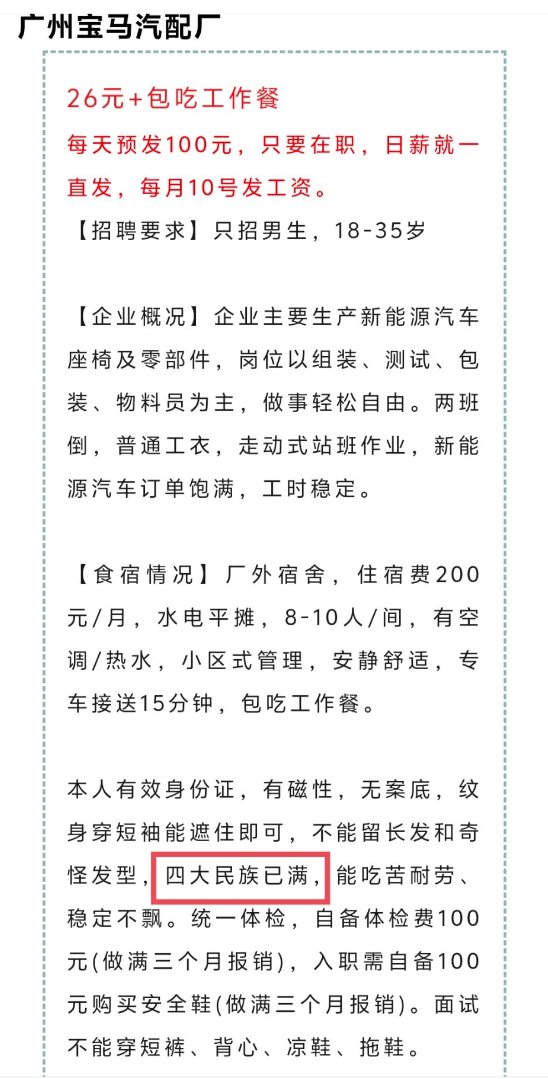 广州宝马汽配厂
26元+包吃工作餐
每天预发100元，只要在职，日薪就一
直发，每月10号发工资。
【招聘要求】只招男生，18-35岁
【企业概况】企业主要生产新能源汽车
座椅及零部件，岗位以组装、测试、包
装、物料员为主，做事轻松自由。两班
倒，普通工衣，走动式站班作业，新能
源汽车订单饱满，工时稳定。
【食宿情况】厂外宿舍，住宿费200
元/月，水电平摊，8-10人/间，有空
调/热水，小区式管理，安静舒适，专
车接送15分钟，包吃工作餐。
本人有效身份证，有磁性，无案底，纹
身穿短袖能遮住即可，不能留长发和奇
怪发型，四大民族已满，能吃苦耐劳、
稳定不飘。统一体检，自备体检费100
元(做满三个月报销)，入职需自备100
元购买安全鞋(做满三个月报销)。面试
不能穿短裤、背心、凉鞋、拖鞋。